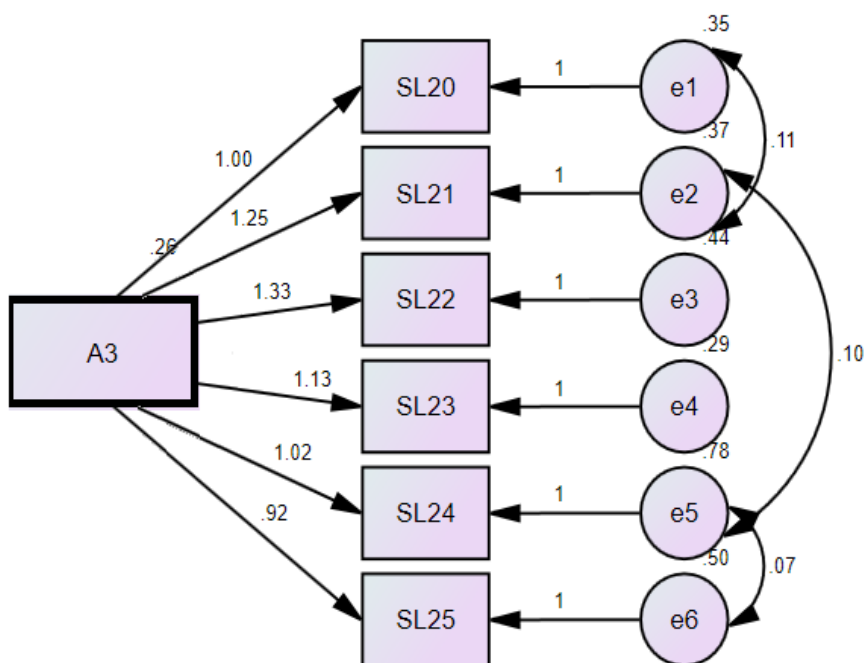 .35
SL20
1
e1
1.00
.37
.11
SL21
1
e2
1.25
.26
.44
SL22
1
e3
1.33
.29
A3
.10
1.13
SL23
1
e4
1.02
.78
.92
SL24
1
e5
.50
.07
SL25
1
e6